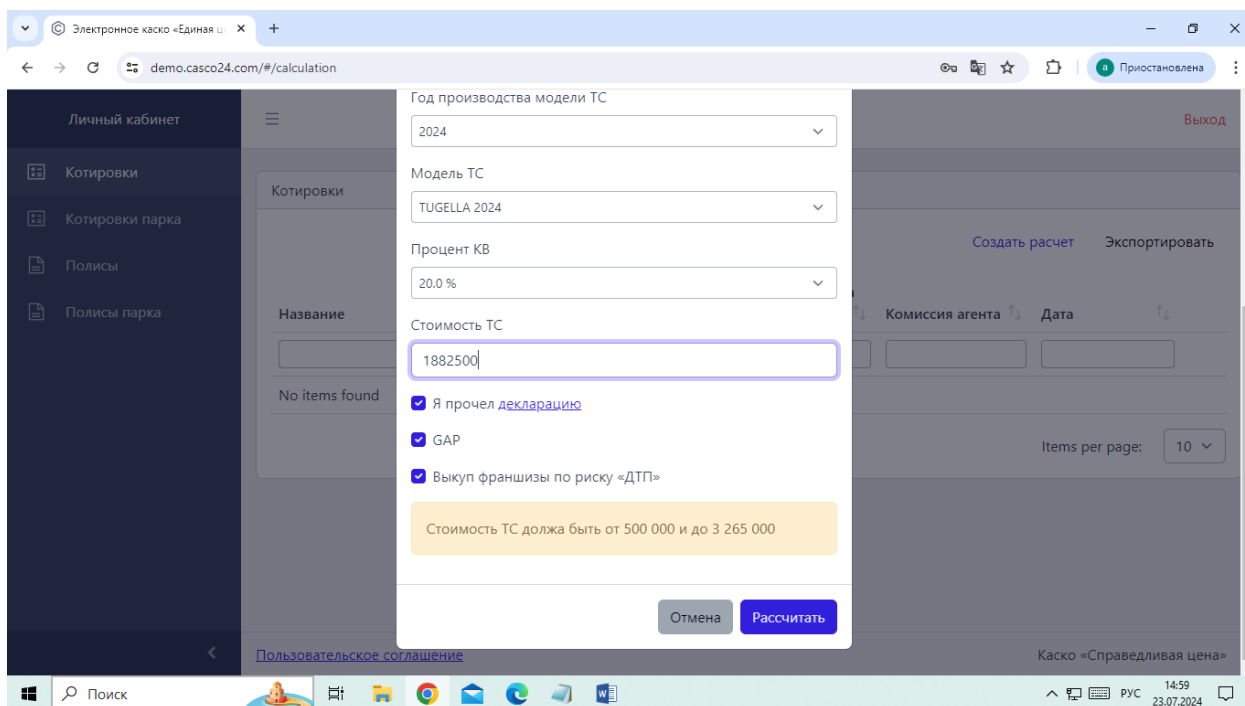 Электронное каско «Единая ц
demo.casco24.com/#/calculation
а Приостановлена
Личный кабинет
Выход
Котировки
Котировки парка
Полисы
Полисы парка
Котировки
Создать расчет Экспортировать
Название
Комиссия агента
Дата
No items found
Items per page: 10
Год производства модели ТС
2024
Модель ТС
TUGELLA 2024
Процент КВ
20.0 %
Стоимость ТС
1882500
Я прочел декларацию
GAP
Выкуп франшизы по риску «ДТП»
Стоимость ТС должа быть от 500 000 и до 3 265 000
Отмена Рассчитать
Пользовательское соглашение
Каско «Справедливая цена»
Поиск
РУС
14:59
23.07.2024